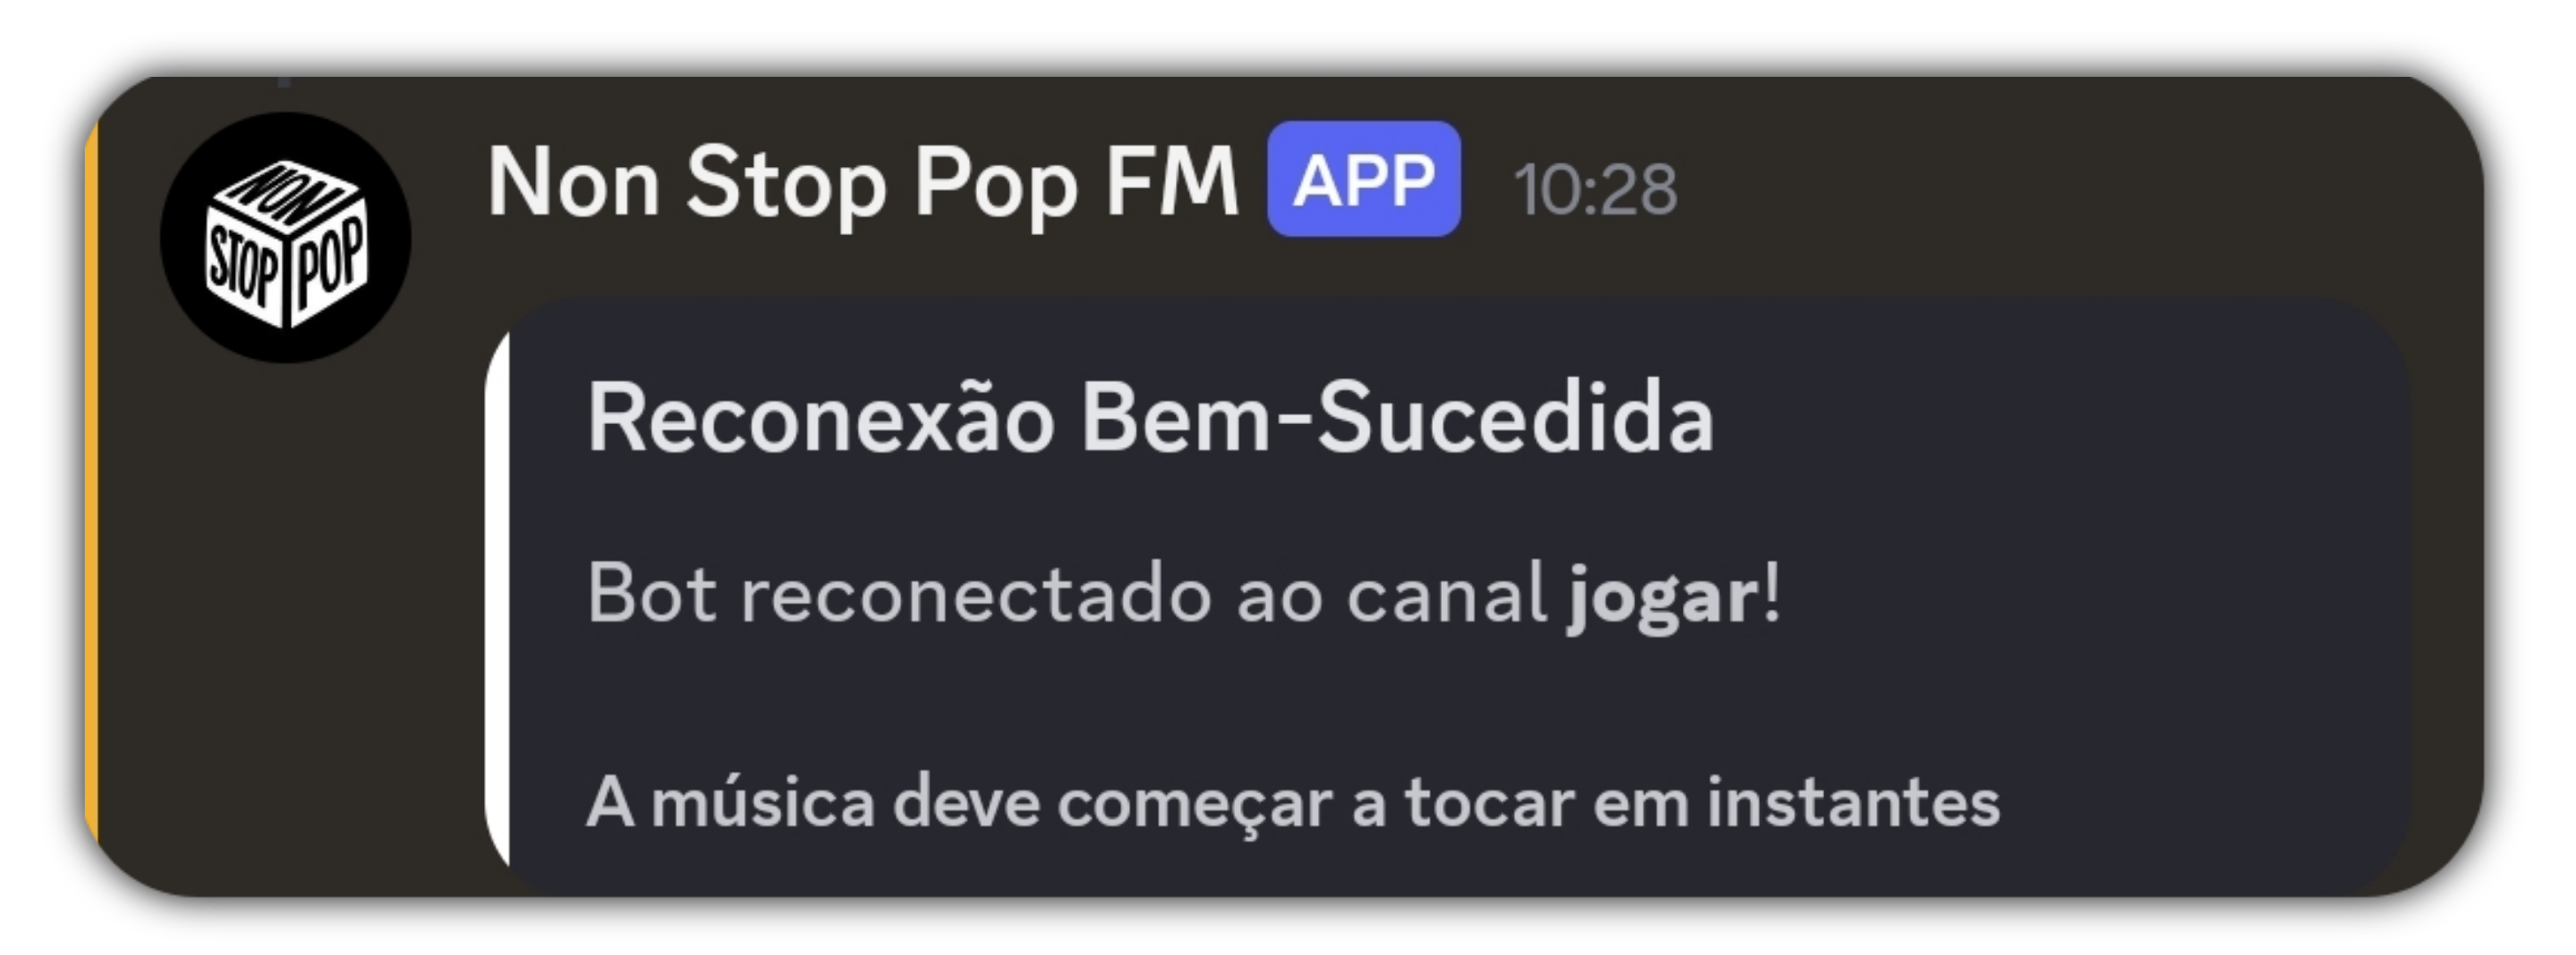 NON
STOP POP
Non Stop Pop FM APP 10:28
Reconexão Bem-Sucedida
Bot reconectado ao canal jogar!
A música deve começar a tocar em instantes